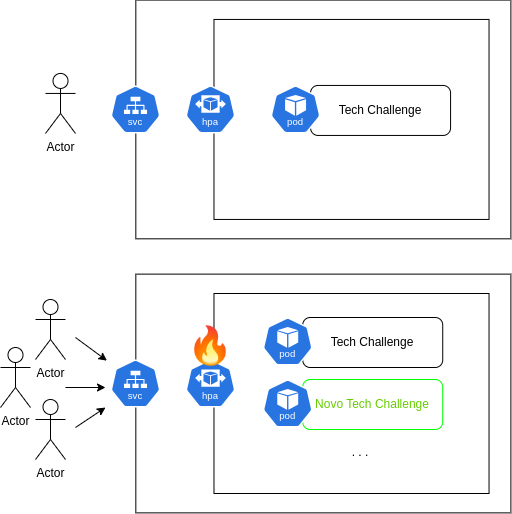 Actor
svc
hpa
pod
Tech Challenge
Actor
Actor
Actor
svc
hpa
pod
Tech Challenge
pod
Novo Tech Challenge
. . .